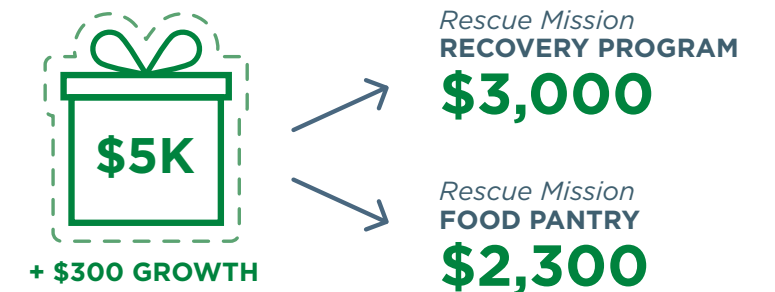 $5K
+ $300 GROWTH
Rescue Mission
RECOVERY PROGRAM
$3,000
Rescue Mission
FOOD PANTRY
$2,300